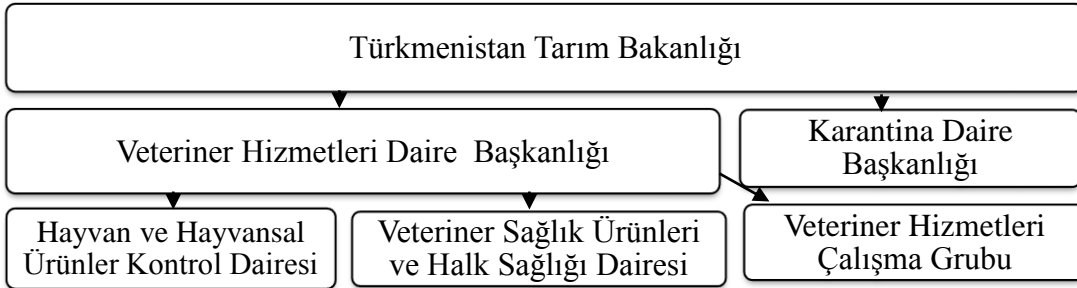 Türkmenistan Tarım Bakanlığı
Veteriner Hizmetleri Daire Başkanlığı
Karantina Daire
Başkanlığı
Hayvan ve Hayvansal
Ürünler Kontrol Dairesi
Veteriner Sağlık Ürünleri
ve Halk Sağlığı Dairesi
Veteriner Hizmetleri
Çalışma Grubu